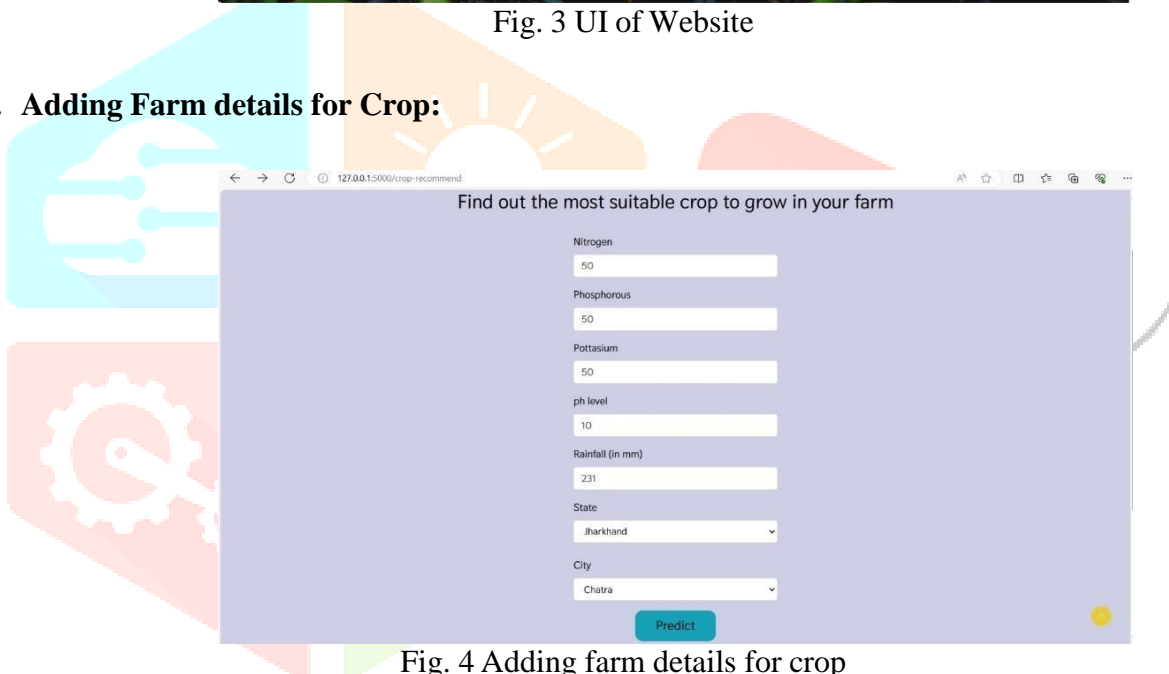 Fig. 3 UI of Website
. Adding Farm details for Crop:
127.0.0.1:5000/crop-recommend
Find out the most suitable crop to grow in your farm
Nitrogen
50
Phosphorous
50
Pottasium
50
ph level
10
Rainfall (in mm)
231
State
Jharkhand
City
Chatra
Predict
Fig. 4 Adding farm details for crop